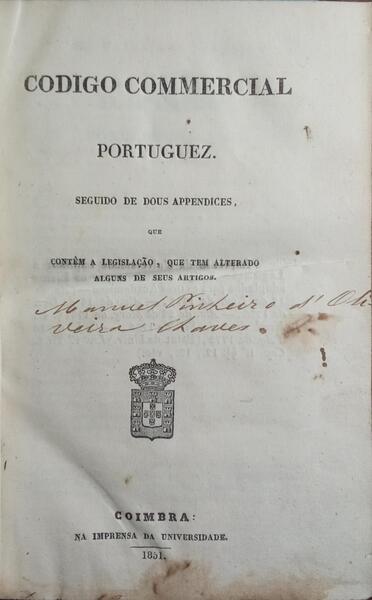 CODIGO COMMERCIAL
PORTUGUEZ.
SEGUIDO DE DOUS APPENDICES,
QUE
CONTÊM A LEGISLAÇÃO, QUE TEM ALTERADO
ALGUNS DE SEUS ARTIGOS.
Manuel Pinheiro d'Oli
veira Chaves.
COIMBRA:
NA IMPRENSA DA UNIVERSIDADE.
1851.